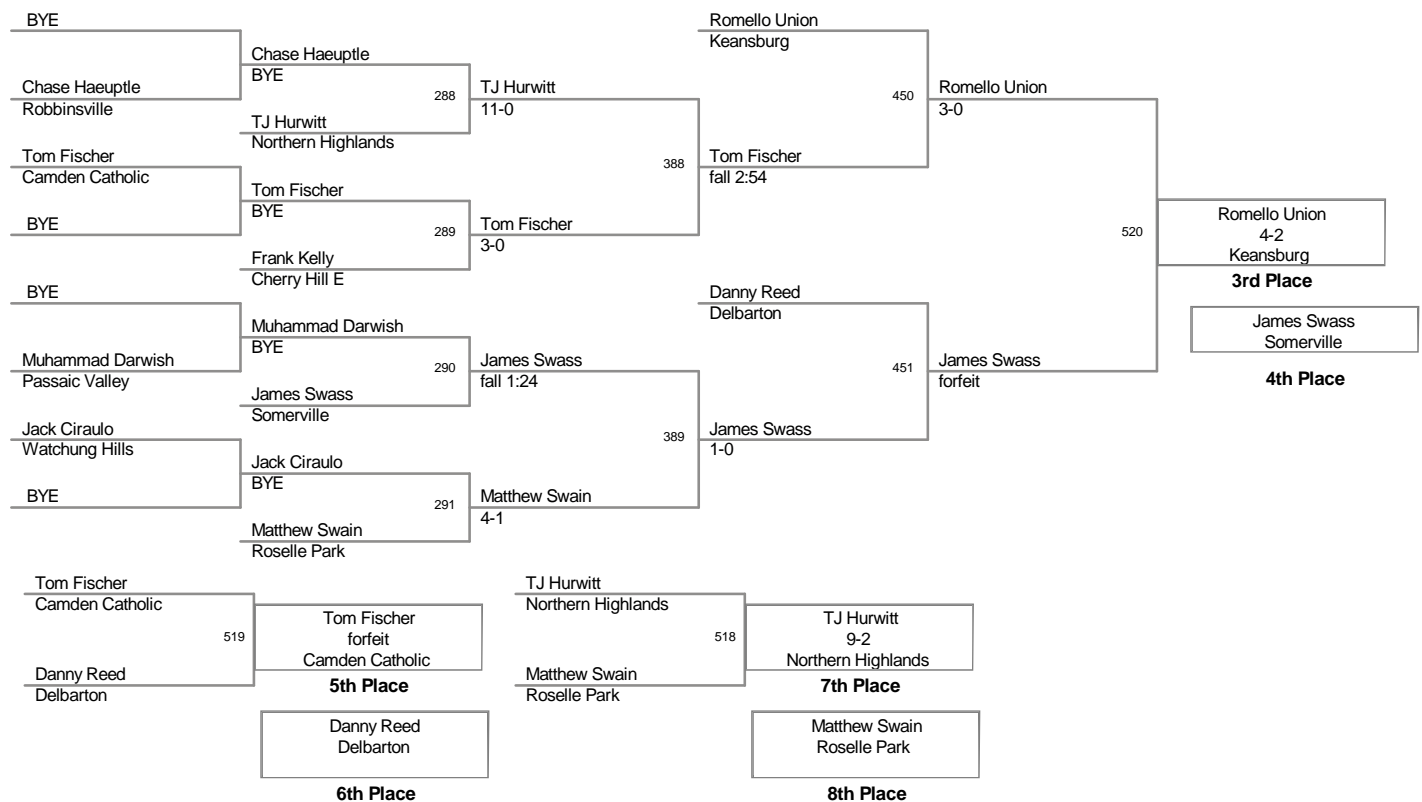 BYE
Chase Haeuptle
Robbinsville
Tom Fischer
Camden Catholic
BYE
BYE
Muhammad Darwish
Passaic Valley
Jack Ciraulo
Watchung Hills
BYE
Chase Haeuptle
BYE
288
TJ Hurwitt
Northern Highlands
Tom Fischer
BYE
289
Frank Kelly
Cherry Hill E
Muhammad Darwish
BYE
290
James Swass
Somerville
Jack Ciraulo
BYE
291
Matthew Swain
Roselle Park
TJ Hurwitt
11-0
388
Tom Fischer
3-0
James Swass
fall 1:24
389
Matthew Swain
4-1
Romello Union
Keansburg
450
Tom Fischer
fall 2:54
Danny Reed
Delbarton
451
James Swass
1-0
Romello Union
3-0
520
James Swass
forfeit
Romello Union
4-2
Keansburg
3rd Place
James Swass
Somerville
4th Place
Tom Fischer
Camden Catholic
519
Danny Reed
Delbarton
Tom Fischer
forfeit
Camden Catholic
5th Place
Danny Reed
Delbarton
6th Place
TJ Hurwitt
Northern Highlands
518
Matthew Swain
Roselle Park
TJ Hurwitt
9-2
Northern Highlands
7th Place
Matthew Swain
Roselle Park
8th Place